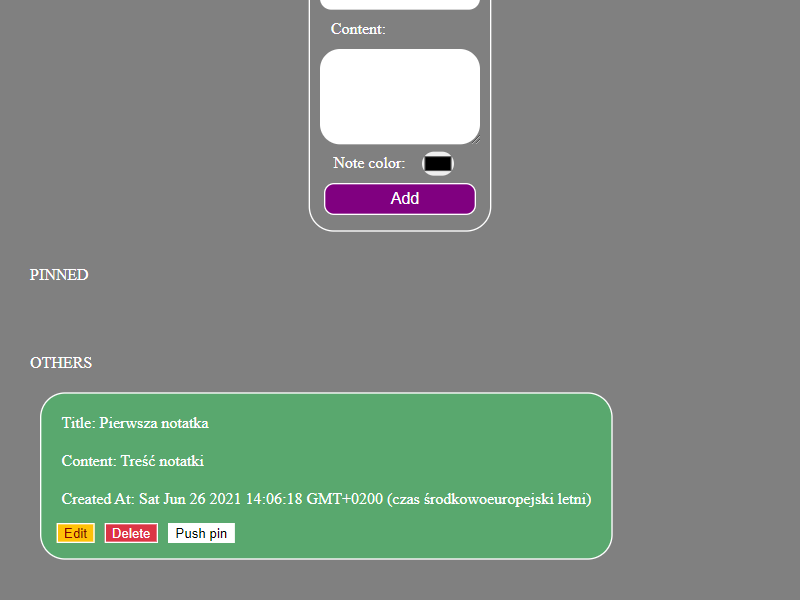 Content:
Note color:
Add
PINNED
OTHERS
Title: Pierwsza notatka
Content: Treść notatki
Created At: Sat Jun 26 2021 14:06:18 GMT+0200 (czas środkowoeuropejski letni)
Edit Delete Push pin